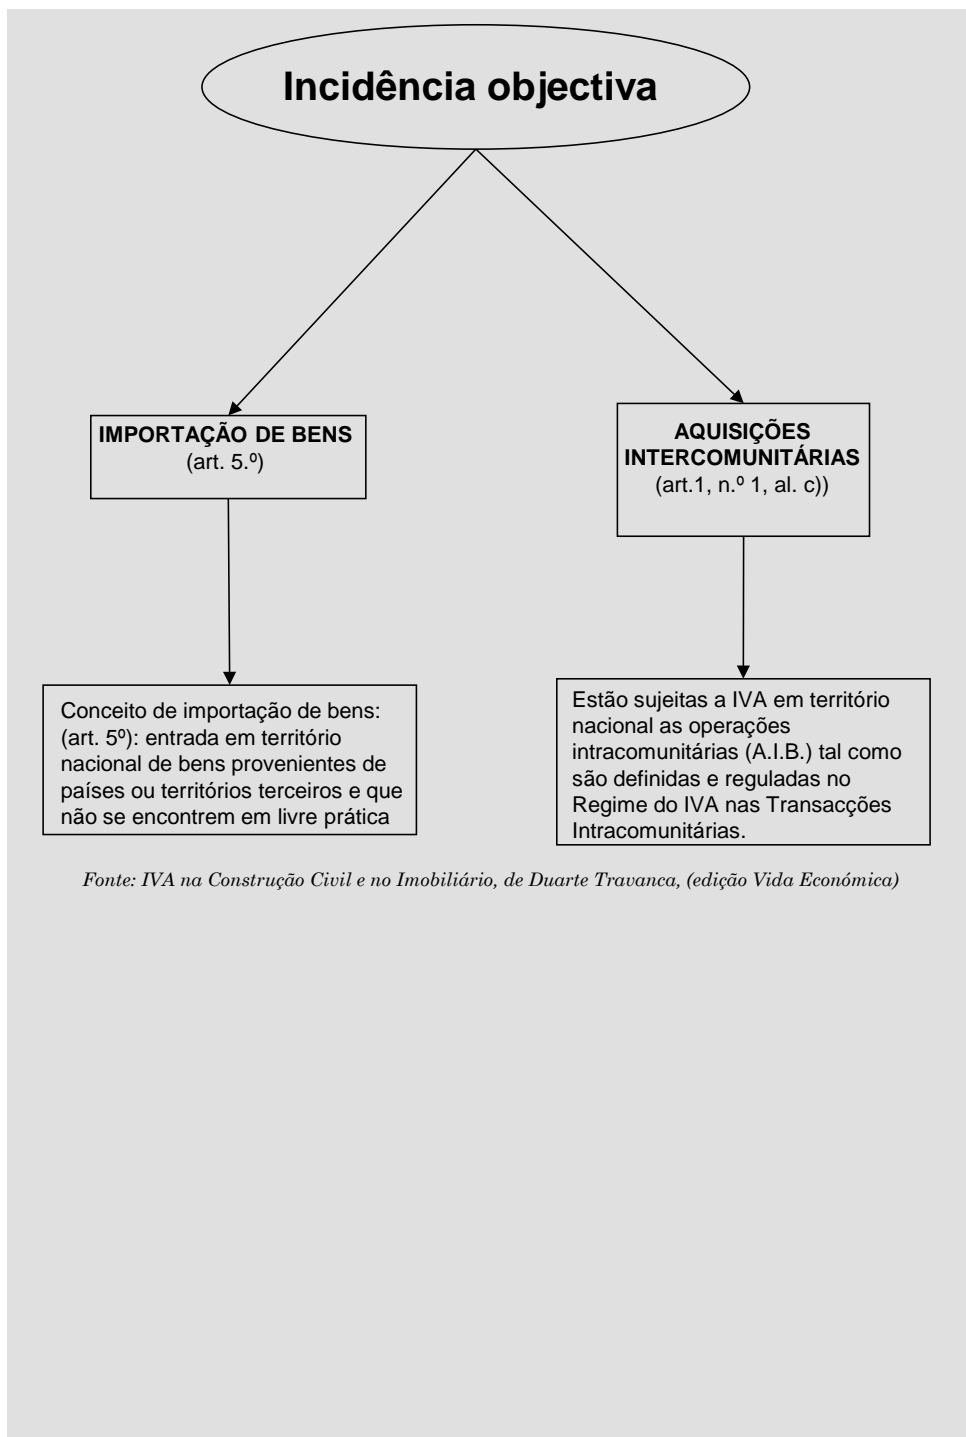 Incidência objectiva
IMPORTAÇÃO DE BENS
(art. 5.º)
AQUISIÇÕES
INTERCOMUNITÁRIAS
(art.1, n.º 1, al. c))
Conceito de importação de bens:
(art. 5º): entrada em território
nacional de bens provenientes de
países ou territórios terceiros e que
não se encontrem em livre prática
Estão sujeitas a IVA em território
nacional as operações
intracomunitárias (A.I.B.) tal como
são definidas e reguladas no
Regime do IVA nas Transacções
Intracomunitárias.
Fonte: IVA na Construção Civil e no Imobiliário, de Duarte Travanca, (edição Vida Económica)